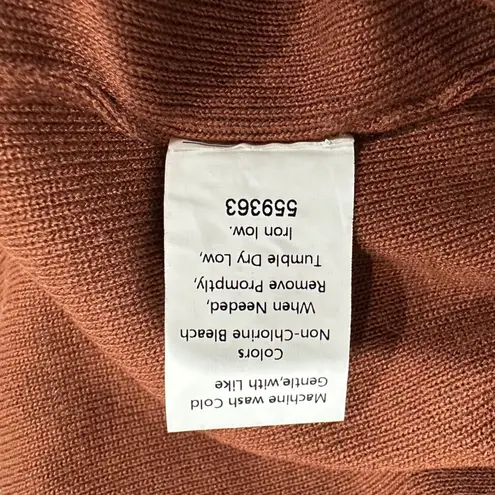 Machine wash Cold
Gentle,with Like
Colors
Non-Chlorine Bleach
When Needed,
Remove Promptly,
Tumble Dry Low,
Iron low.
559363